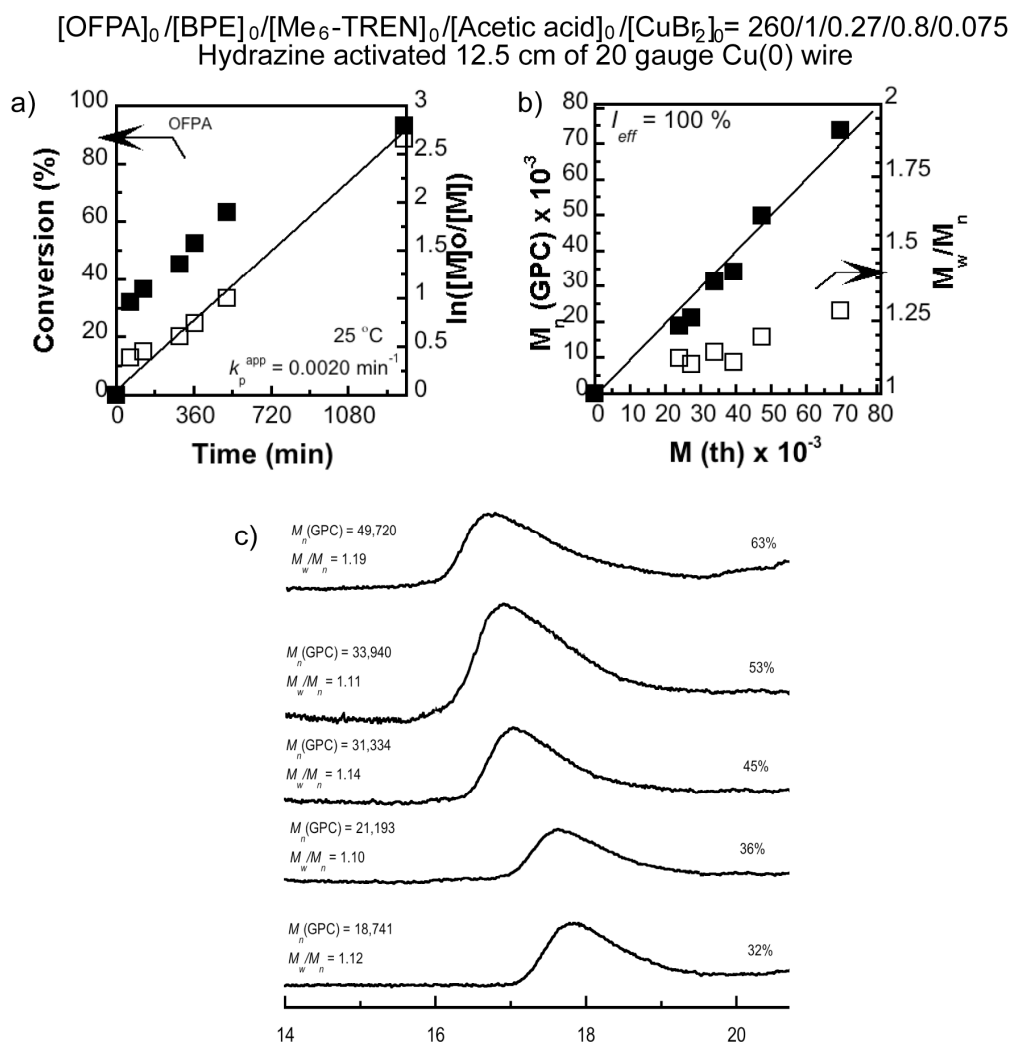 [OFPA]0 /[BPE]0/[Me6-TREN]0/[Acetic acid]0/[CuBr2]0= 260/1/0.27/0.8/0.075
Hydrazine activated 12.5 cm of 20 gauge Cu(0) wire
a)
100
80
60
40
20
0
Conversion (%)
OFPA
3
2.5
2
1.5
1
0.5
0
ln([M]o/[M])
25 °C
kp^app = 0.0020 min^-1
0
360
720
1080
Time (min)
b)
80
70
60
50
40
30
20
10
0
Mn (GPC) x 10^-3
Ieff = 100 %
2
1.75
1.5
1.25
1
Mw/Mn
0 10 20 30 40 50 60 70 80
M (th) x 10^-3
c)
Mn(GPC) = 49,720
Mw/Mn = 1.19
63%
Mn(GPC) = 33,940
Mw/Mn = 1.11
53%
Mn(GPC) = 31,334
Mw/Mn = 1.14
45%
Mn(GPC) = 21,193
Mw/Mn = 1.10
36%
Mn(GPC) = 18,741
Mw/Mn = 1.12
32%
14 16 18 20